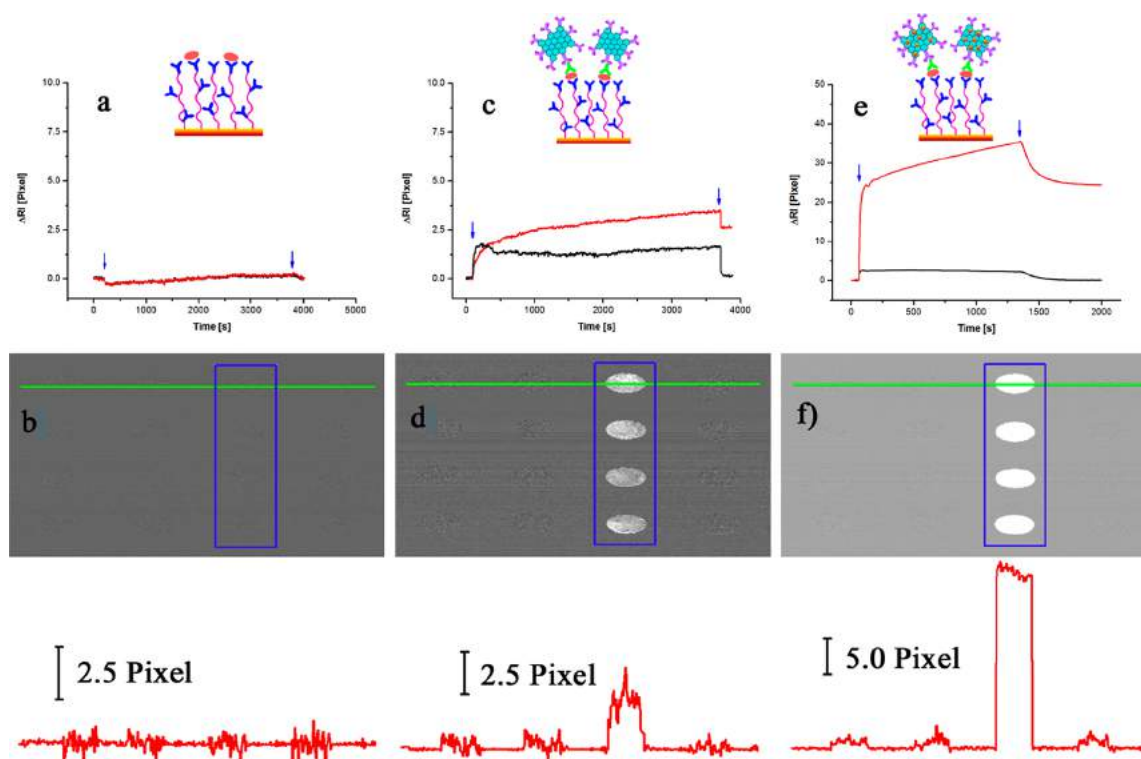 a
10.0
7.5
5.0
2.5
0.0
ΔRI [Pixel]
0 1000 2000 3000 4000 5000
Time [s]
c
10.0
7.5
5.0
2.5
0.0
ΔRI [Pixel]
0 1000 2000 3000 4000
Time [s]
e
50
40
30
20
10
0
ΔRI [Pixel]
0 500 1000 1500 2000
Time [s]
b
d
f)
2.5 Pixel
2.5 Pixel
5.0 Pixel